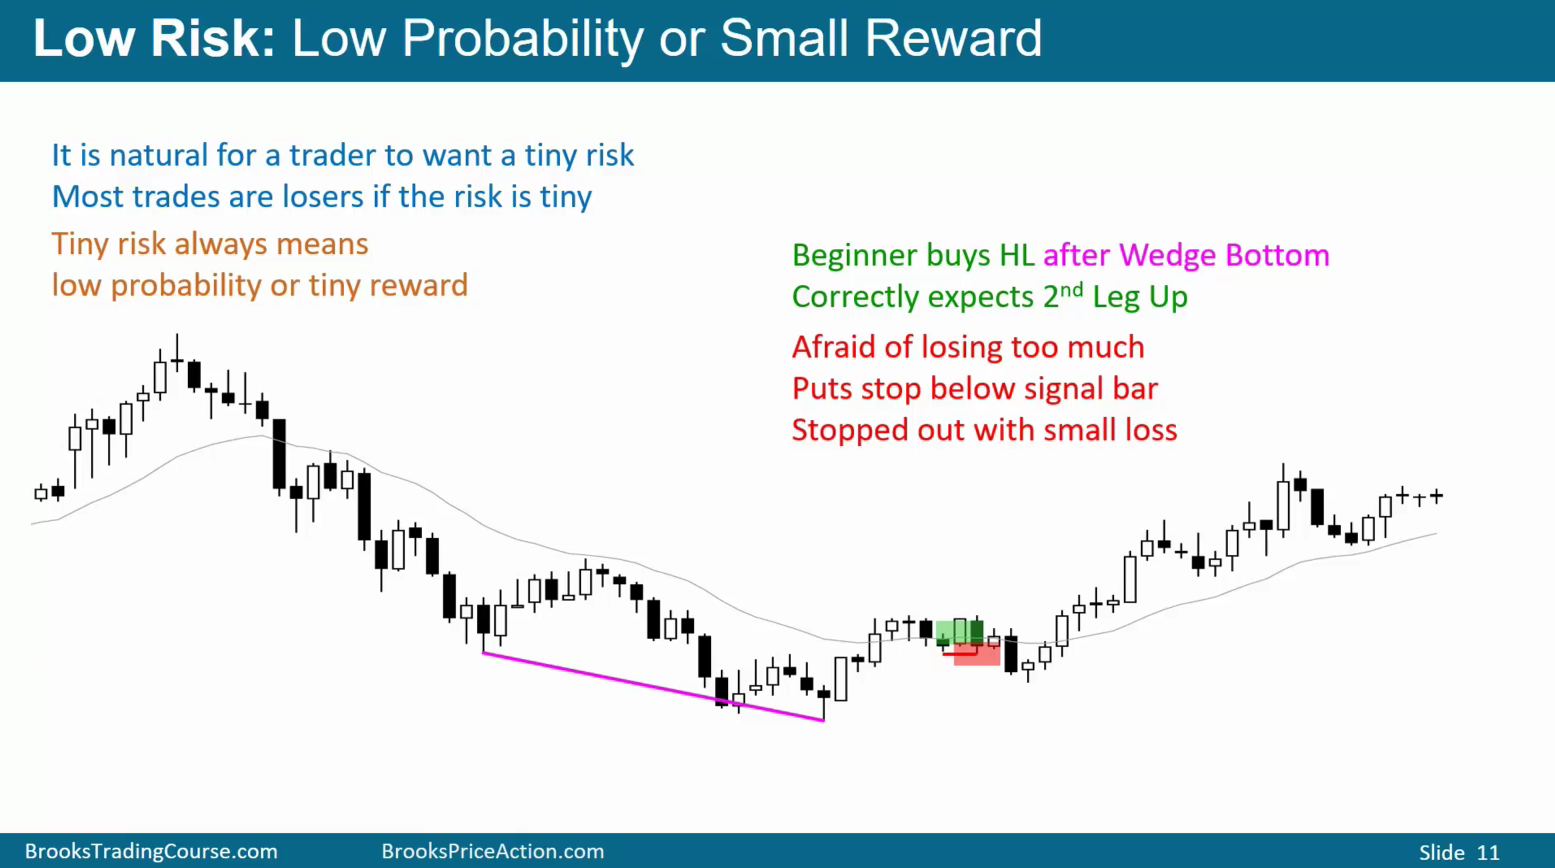 Low Risk: Low Probability or Small Reward
It is natural for a trader to want a tiny risk
Most trades are losers if the risk is tiny
Tiny risk always means
low probability or tiny reward
Beginner buys HL after Wedge Bottom
Correctly expects 2nd Leg Up
Afraid of losing too much
Puts stop below signal bar
Stopped out with small loss
BrooksTradingCourse.com BrooksPriceAction.com Slide 11